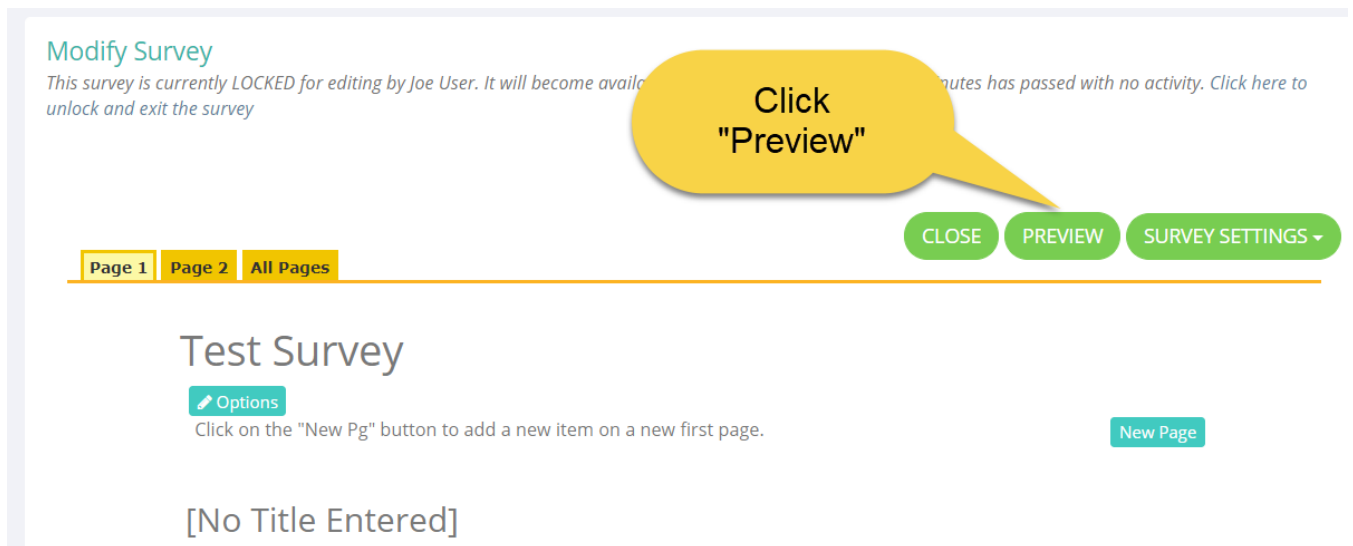 Modify Survey
This survey is currently LOCKED for editing by Joe User. It will become has passed with no activity. Click here to
unlock and exit the survey
Click
"Preview"
CLOSE PREVIEW SURVEY SETTINGS
Page 1 Page 2 All Pages
Test Survey
Options
Click on the "New Pg" button to add a new item on a new first page.
New Page
[No Title Entered]